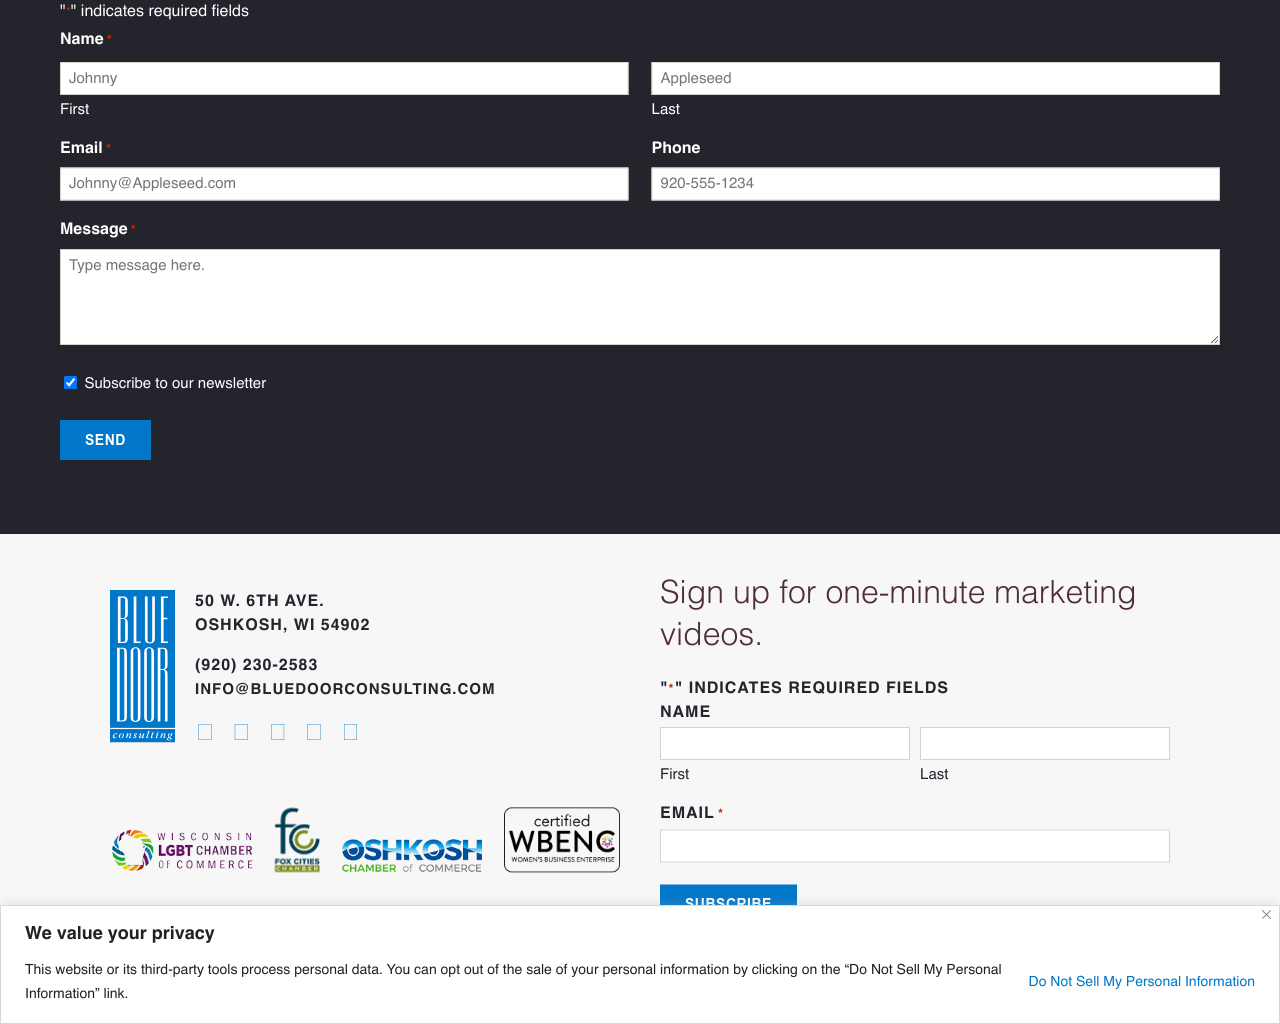 "*" indicates required fields
Name *
Johnny
Appleseed
First
Last
Email *
Phone
Johnny@Appleseed.com
920-555-1234
Message *
Type message here.
Subscribe to our newsletter
SEND
BLUE
DOOR
consulting
50 W. 6TH AVE.
OSHKOSH, WI 54902
(920) 230-2583
INFO@BLUEDOORCONSULTING.COM
WISCONSIN
LGBT CHAMBER
OF COMMERCE
fc
FOX CITIES
CHAMBER
OSHKOSH
CHAMBER of COMMERCE
certified
WBENC
WOMEN'S BUSINESS ENTERPRISE
Sign up for one-minute marketing
videos.
"*" INDICATES REQUIRED FIELDS
NAME
First
Last
EMAIL *
SUBSCRIBE
We value your privacy
This website or its third-party tools process personal data. You can opt out of the sale of your personal information by clicking on the “Do Not Sell My Personal
Information” link.
Do Not Sell My Personal Information